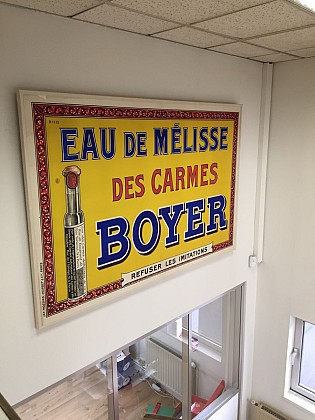 EAU DE MÉLISSE
DES CARMES
BOYER
REFUSER LES IMITATIONS